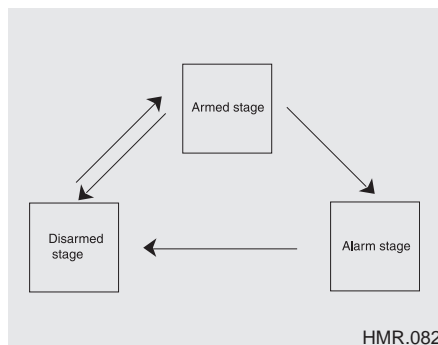 Armed stage
Disarmed
stage
Alarm stage
HMR.082